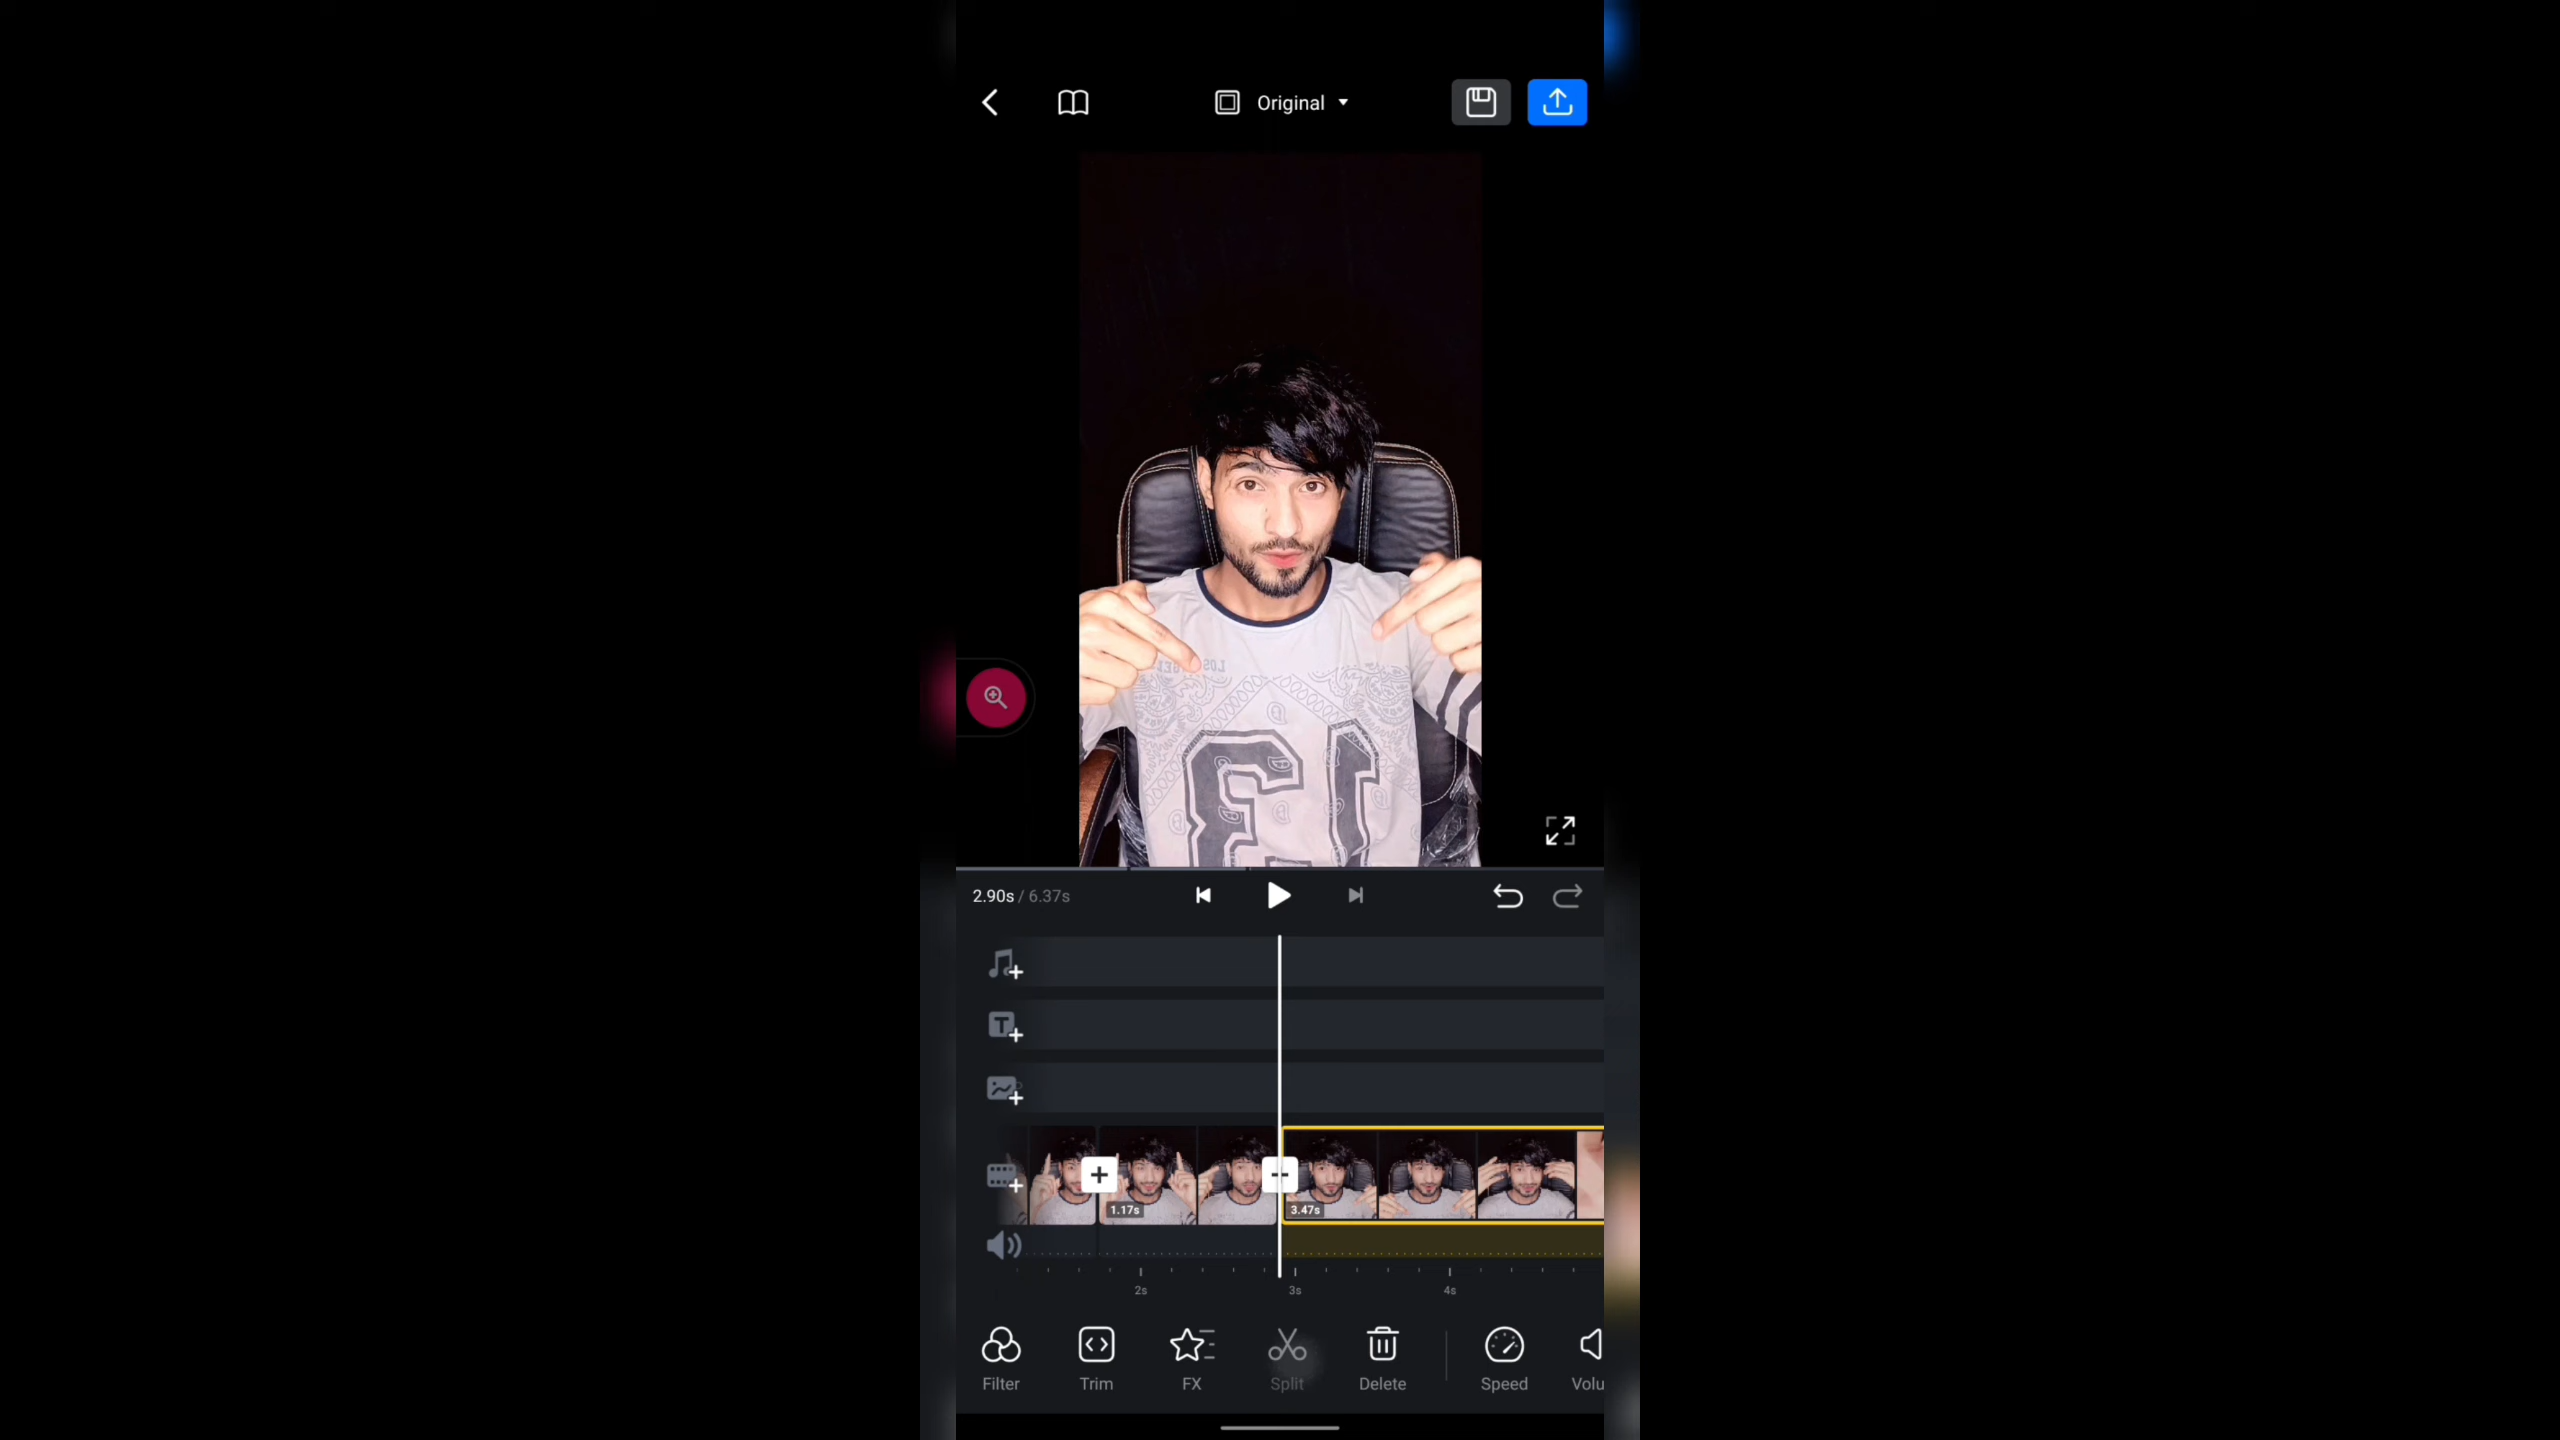 Original
2.90s / 6.37s
1.17s
3.47s
2s 3s 4s
Filter Trim FX Split Delete Speed Volu